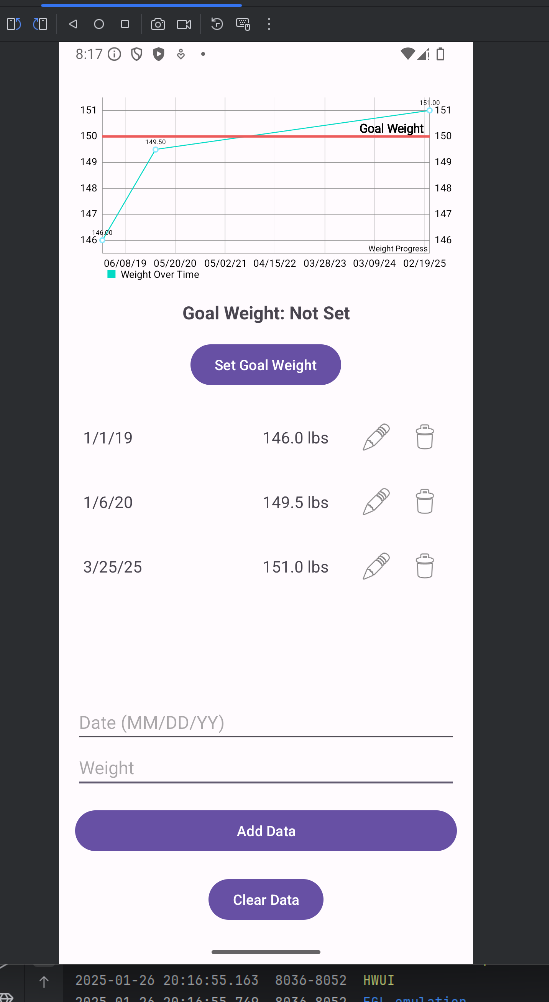 8:17
151.00
151 151
Goal Weight
150 150
149.50
149 149
148 148
147 147
146.00
146 146
Weight Progress
06/08/19 05/20/20 05/02/21 04/15/22 03/28/23 03/09/24 02/19/25
Weight Over Time
Goal Weight: Not Set
Set Goal Weight
1/1/19 146.0 lbs
1/6/20 149.5 lbs
3/25/25 151.0 lbs
Date (MM/DD/YY)
Weight
Add Data
Clear Data
2025-01-26 20:16:55.163 8036-8052 HWUI
2025-01-26 20:16:55.749 8036-8052 EGL_emulation